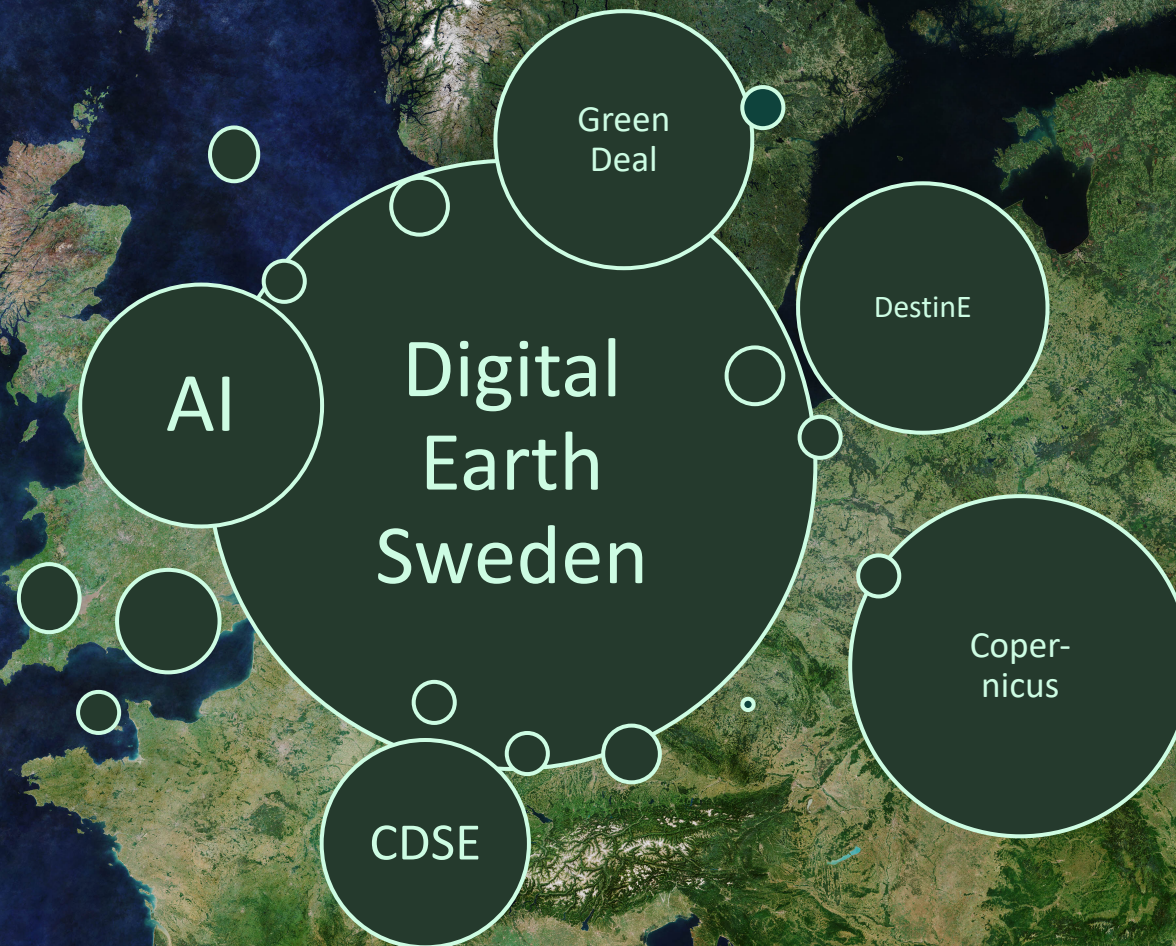 Green
Deal
DestinE
AI
Digital
Earth
Sweden
Coper-
nicus
CDSE